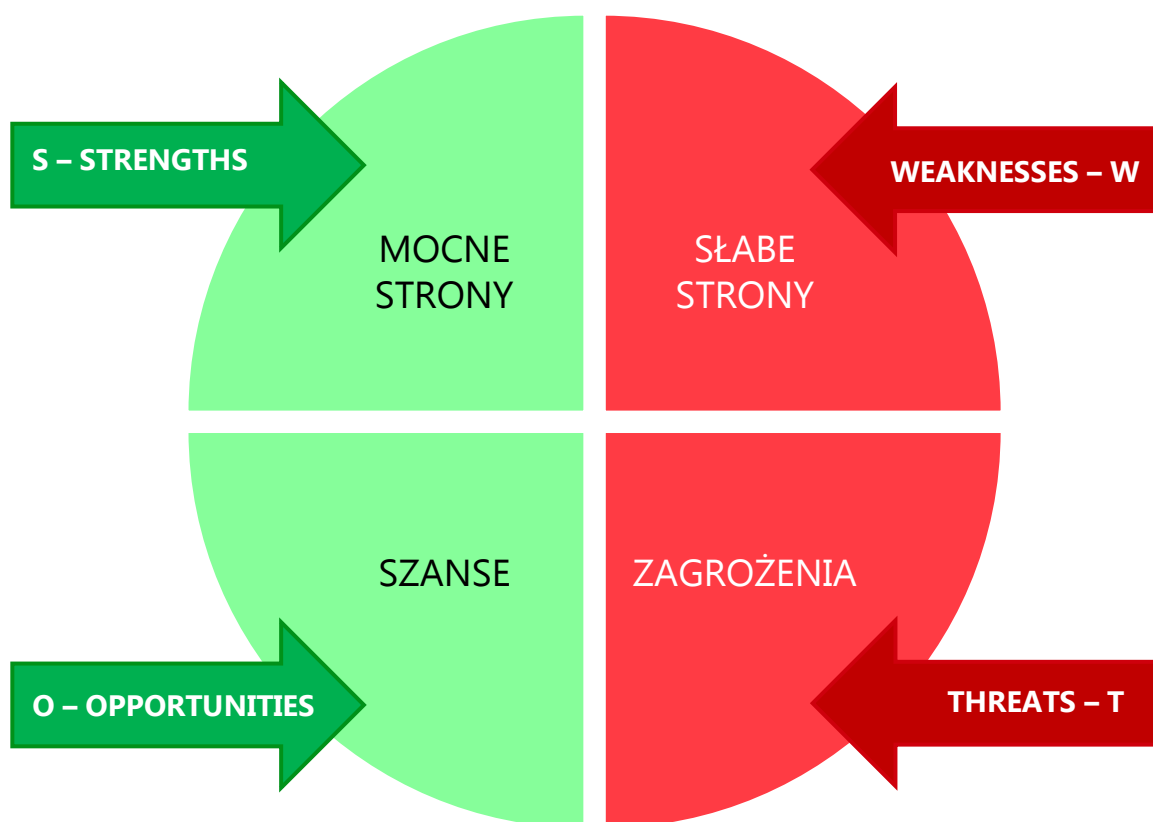 S – STRENGTHS
WEAKNESSES – W
MOCNE
STRONY
SŁABE
STRONY
SZANSE
ZAGROŻENIA
O – OPPORTUNITIES
THREATS – T